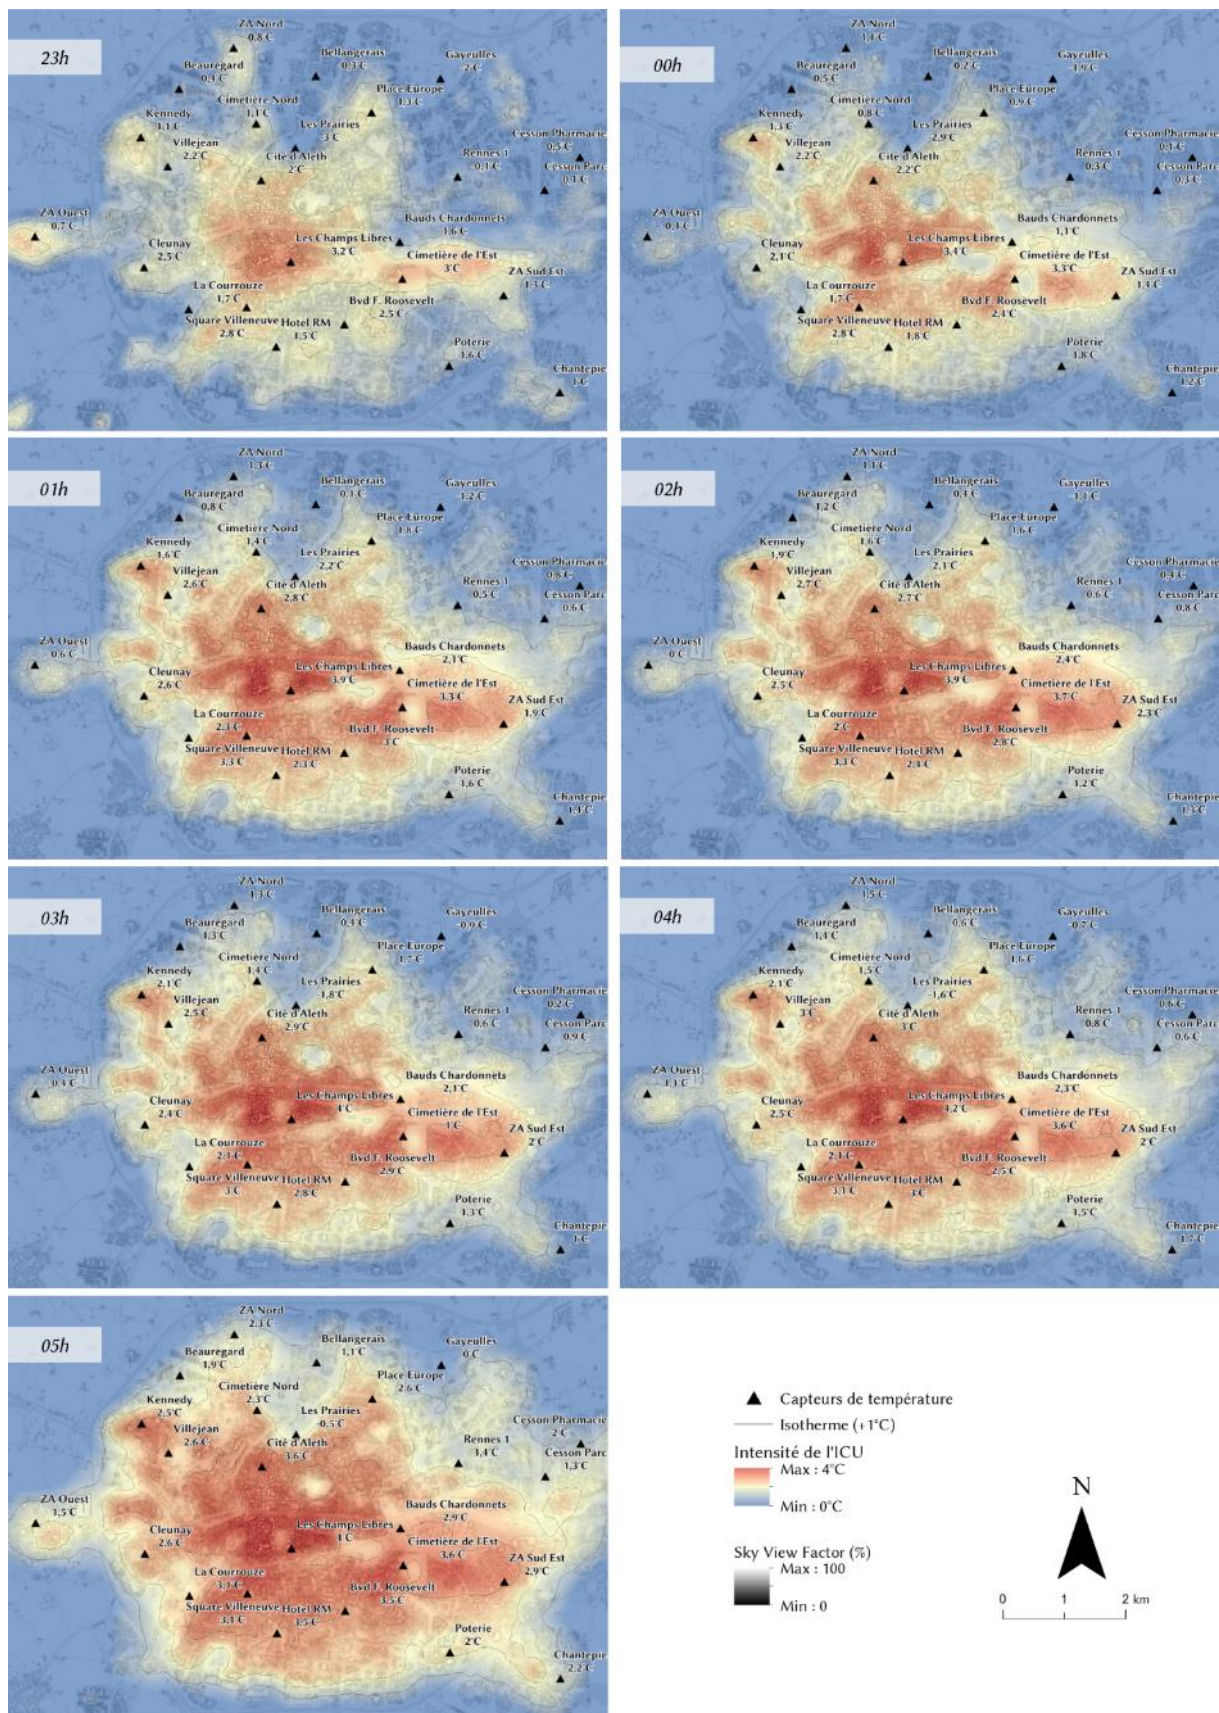 23h
ZA Nord
0.8°C
Bellangerais
0.3°C
Gayeulles
-2°C
Beauregard
0.4°C
Place Europe
1.3°C
Cimetière Nord
1,1°C
Kennedy
1.1°C
Les Prairies
-3°C
Cesson Pharmacie
0,5°C
Villejean
2.2°C
Cité d'Aleth
2°C
Rennes 1
-0,1°C
Cesson Parc
0.1°C
ZA Ouest
0.7°C
Bauds Chardonnets
1.6°C
Cleunay
2.5°C
Les Champs Libres
3,2°C
Cimetière de l'Est
3°C
ZA Sud Est
1.3°C
La Courrouze
1.7°C
Bvd F. Roosevelt
2.5°C
Square Villeneuve
2.8°C
Hotel RM
1.5°C
Poterie
1.6°C
Chantepie
1°C
00h
ZA Nord
1,1°C
Bellangerais
0.2°C
Gayeulles
-1,9°C
Beauregard
0.5°C
Place Europe
0.9°C
Cimetière Nord
0.8°C
Kennedy
1.3°C
Les Prairies
-2.9°C
Cesson Pharmacie
0.1°C
Villejean
2,2°C
Cité d'Aleth
2.2°C
Rennes 1
0.3°C
Cesson Parc
0.3°C
ZA Ouest
0.4°C
Bauds Chardonnets
1,1°C
Cleunay
2,1°C
Les Champs Libres
3,4°C
Cimetière de l'Est
3,3°C
ZA Sud Est
1.4°C
La Courrouze
1.7°C
Bvd F. Roosevelt
2.4°C
Square Villeneuve
2.8°C
Hotel RM
1.8°C
Poterie
1,8°C
Chantepie
1.2°C
01h
ZA Nord
1,3°C
Bellangerais
0.1°C
Gayeulles
-1.2°C
Beauregard
0.8°C
Place Europe
1.8°C
Cimetière Nord
1,4°C
Kennedy
1.6°C
Les Prairies
-2,2°C
Cesson Pharmacie
0.8°C
Villejean
2.6°C
Cité d'Aleth
2,8°C
Rennes 1
0.5°C
Cesson Parc
0.6°C
ZA Ouest
0.6°C
Bauds Chardonnets
2,1°C
Cleunay
2,6°C
Les Champs Libres
3.9°C
Cimetière de l'Est
3.3°C
ZA Sud Est
1.9°C
La Courrouze
2.3°C
Bvd F. Roosevelt
3°C
Square Villeneuve
3,3°C
Hotel RM
2.3°C
Poterie
1.6°C
Chantepie
1,4°C
02h
ZA Nord
1.1°C
Bellangerais
0.4°C
Gayeulles
-1,1°C
Beauregard
1.2°C
Place Europe
1.6°C
Cimetière Nord
1.6°C
Kennedy
1,9°C
Les Prairies
-2,1°C
Cesson Pharmacie
0.4°C
Villejean
2,7°C
Cité d'Aleth
2.7°C
Rennes 1
0.6°C
Cesson Parc
0.8°C
ZA Ouest
0°C
Bauds Chardonnets
2,4°C
Cleunay
2.5°C
Les Champs Libres
3.9°C
Cimetière de l'Est
3,7°C
ZA Sud Est
2,3°C
La Courrouze
2°C
Bvd F. Roosevelt
2.8°C
Square Villeneuve
3,3°C
Hotel RM
2.4°C
Poterie
1.2°C
Chantepie
1,3°C
03h
ZA Nord
1,3°C
Bellangerais
0.4°C
Gayeulles
-0,9°C
Beauregard
1.3°C
Place Europe
1,7°C
Cimetière Nord
1.4°C
Kennedy
2.1°C
Les Prairies
-1,8°C
Cesson Pharmacie
0.2°C
Villejean
2.5°C
Cité d'Aleth
2.9°C
Rennes 1
0.6°C
Cesson Parc
0.9°C
ZA Ouest
0.4°C
Bauds Chardonnets
2,1°C
Cleunay
2,4°C
Les Champs Libres
4°C
Cimetière de l'Est
4°C
ZA Sud Est
2°C
La Courrouze
2,1°C
Bvd F. Roosevelt
2.9°C
Square Villeneuve
3°C
Hotel RM
2.8°C
Poterie
1.3°C
Chantepie
1°C
04h
ZA Nord
1,5°C
Bellangerais
0.6°C
Gayeulles
-0,7°C
Beauregard
1,4°C
Place Europe
1.6°C
Cimetière Nord
1,5°C
Kennedy
2.1°C
Les Prairies
-1,6°C
Cesson Pharmacie
0.6°C
Villejean
3°C
Cité d'Aleth
3°C
Rennes 1
0.8°C
Cesson Parc
0.6°C
ZA Ouest
1,4°C
Bauds Chardonnets
2,3°C
Cleunay
2,5°C
Les Champs Libres
4,2°C
Cimetière de l'Est
3,6°C
ZA Sud Est
2°C
La Courrouze
2,1°C
Bvd F. Roosevelt
2.5°C
Square Villeneuve
3,1°C
Hotel RM
3°C
Poterie
1,5°C
Chantepie
1,7°C
05h
ZA Nord
2.3°C
Bellangerais
1,1°C
Gayeulles
0°C
Beauregard
1,9°C
Place Europe
2.6°C
Cimetière Nord
2,3°C
Kennedy
2,5°C
Les Prairies
0.5°C
Cesson Pharmacie
2°C
Villejean
2.6°C
Cité d'Aleth
3.6°C
Rennes 1
1,4°C
Cesson Parc
1,3°C
ZA Ouest
1,5°C
Bauds Chardonnets
2.9°C
Cleunay
2.6°C
Les Champs Libres
4°C
Cimetière de l'Est
3,6°C
ZA Sud Est
2.9°C
La Courrouze
3,1°C
Bvd F. Roosevelt
3,5°C
Square Villeneuve
3,1°C
Hotel RM
3,5°C
Poterie
2°C
Chantepie
2.2°C
Capteurs de température
Isotherme (+1°C)
Intensité de l'ICU
Max : 4°C
Min : 0°C
Sky View Factor (%)
Max : 100
Min : 0
N
0 1 2 km